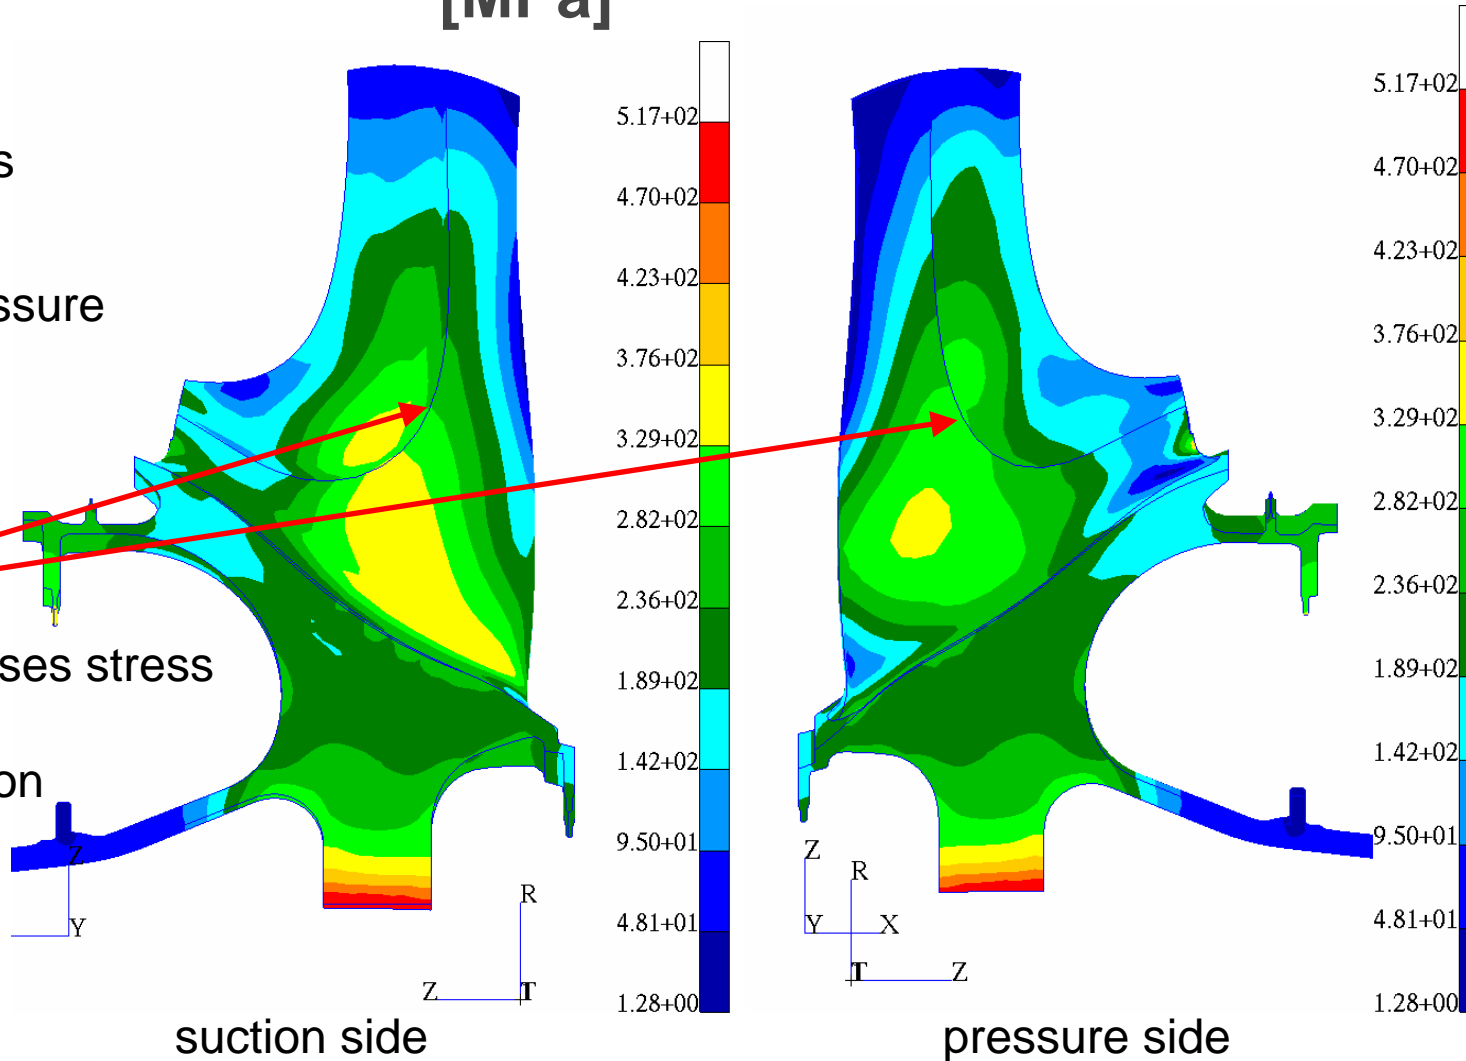 [MPa]
s
ssure
ses stress
on
5.17+02
4.70+02
4.23+02
3.76+02
3.29+02
2.82+02
2.36+02
1.89+02
1.42+02
9.50+01
4.81+01
1.28+00
Z
Y
R
Z
T
suction side
5.17+02
4.70+02
4.23+02
3.76+02
3.29+02
2.82+02
2.36+02
1.89+02
1.42+02
9.50+01
4.81+01
1.28+00
Z
R
Y
X
T
Z
pressure side